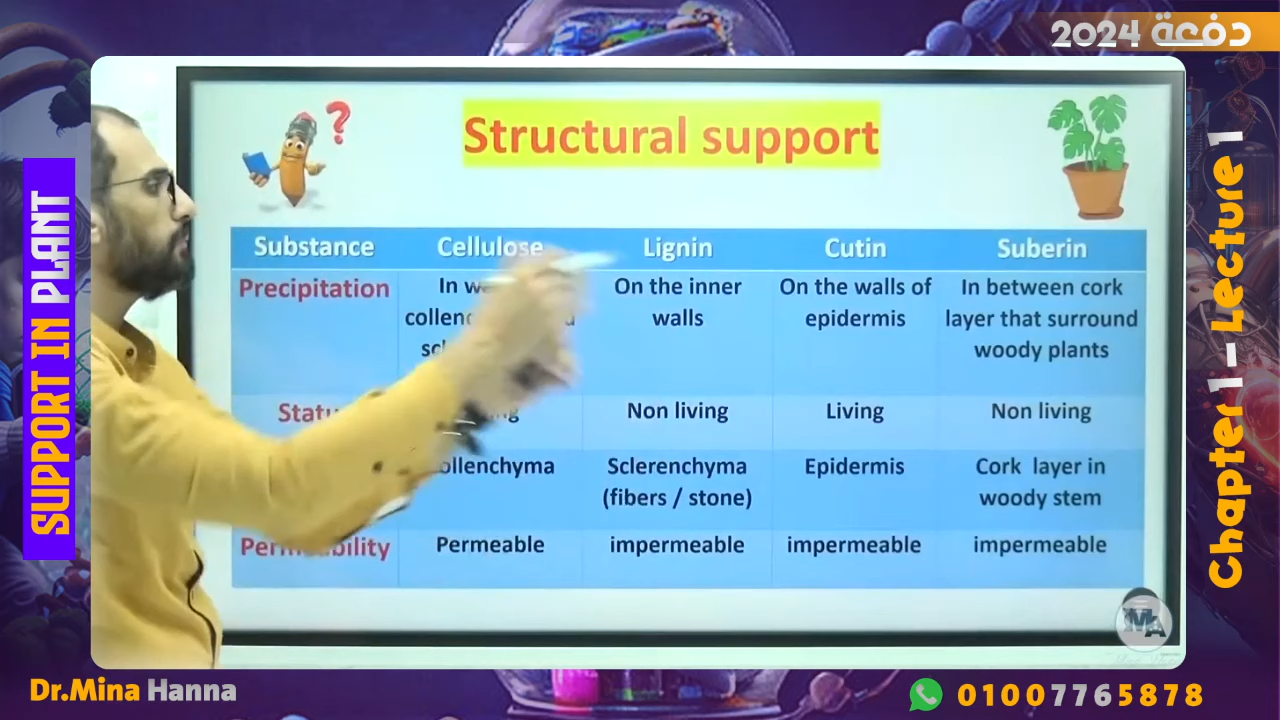 دفعة 2024
SUPPORT IN PLANT
Chapter 1 - Lecture 1
?
Structural support
Substance Cellulose Lignin Cutin Suberin
Precipitation
In
On the inner
walls
On the walls of
epidermis
In between cork
layer that surround
woody plants
Non living Living Non living
Sclerenchyma
(fibers / stone)
Epidermis
Cork layer in
woody stem
Permeable impermeable impermeable impermeable
MA
Dr.Mina Hanna
01007765878